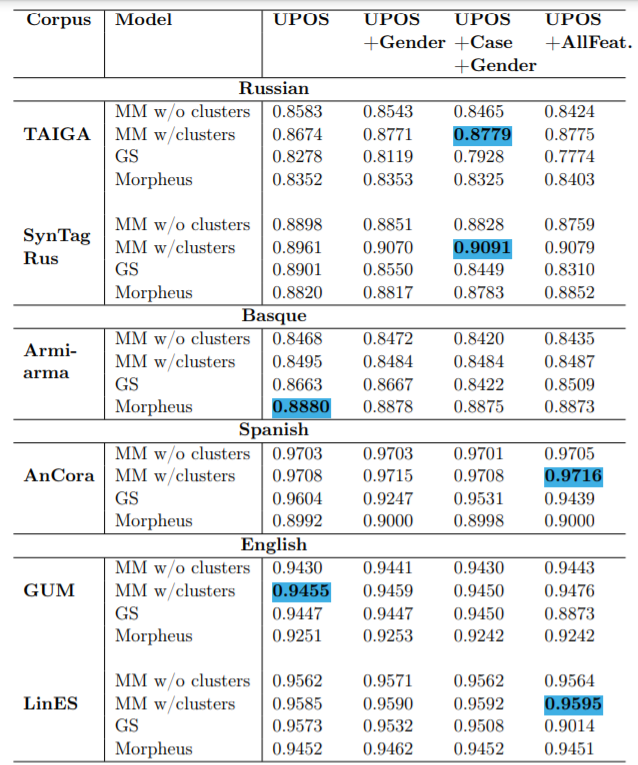 Corpus Model UPOS UPOS UPOS UPOS
+Gender +Case +AllFeat.
+Gender
Russian
MM w/o clusters 0.8583 0.8543 0.8465 0.8424
TAIGA MM w/clusters 0.8674 0.8771 0.8779 0.8775
GS 0.8278 0.8119 0.7928 0.7774
Morpheus 0.8352 0.8353 0.8325 0.8403
MM w/o clusters 0.8898 0.8851 0.8828 0.8759
SynTag
MM w/clusters 0.8961 0.9070 0.9091 0.9079
Rus
GS 0.8901 0.8550 0.8449 0.8310
Morpheus 0.8820 0.8817 0.8783 0.8852
Basque
MM w/o clusters 0.8468 0.8472 0.8420 0.8435
Armi-
MM w/clusters 0.8495 0.8484 0.8484 0.8487
arma
GS 0.8663 0.8667 0.8422 0.8509
Morpheus 0.8880 0.8878 0.8875 0.8873
Spanish
MM w/o clusters 0.9703 0.9703 0.9701 0.9705
AnCora MM w/clusters 0.9708 0.9715 0.9708 0.9716
GS 0.9604 0.9247 0.9531 0.9439
Morpheus 0.8992 0.9000 0.8998 0.9000
English
MM w/o clusters 0.9430 0.9441 0.9430 0.9443
GUM MM w/clusters 0.9455 0.9459 0.9450 0.9476
GS 0.9447 0.9447 0.9450 0.8873
Morpheus 0.9251 0.9253 0.9242 0.9242
MM w/o clusters 0.9562 0.9571 0.9562 0.9564
LinES MM w/clusters 0.9585 0.9590 0.9592 0.9595
GS 0.9573 0.9532 0.9508 0.9014
Morpheus 0.9452 0.9462 0.9452 0.9451